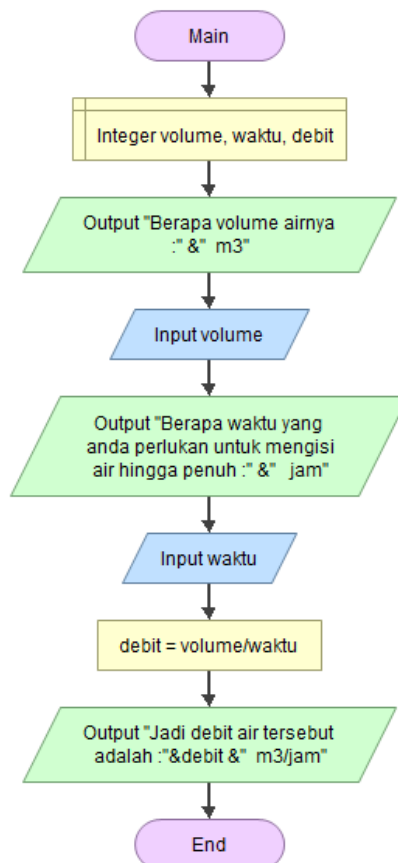 Main
Integer volume, waktu, debit
Output "Berapa volume airnya
:" &"  m3"
Input volume
Output "Berapa waktu yang
anda perlukan untuk mengisi
air hingga penuh :" &"   jam"
Input waktu
debit = volume/waktu
Output "Jadi debit air tersebut
adalah :"&debit &"  m3/jam"
End